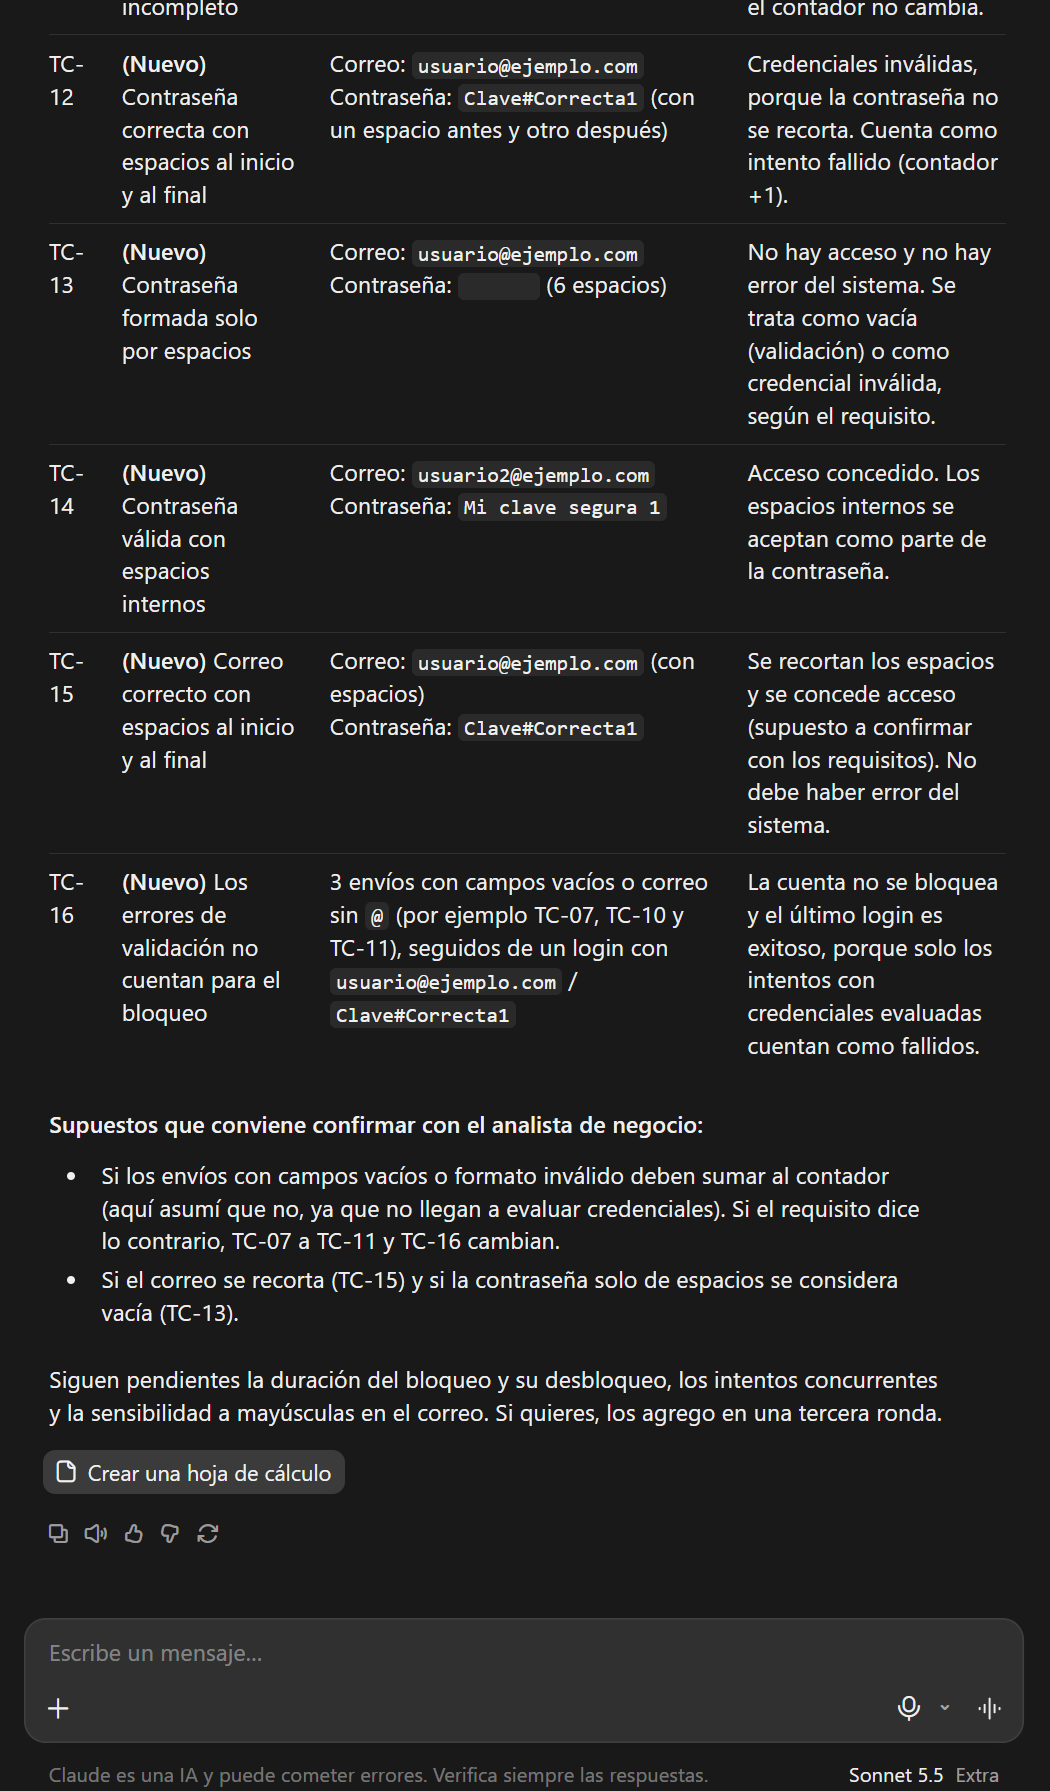 incompleto
el contador no cambia.
TC-
12
(Nuevo)
Contraseña
correcta con
espacios al inicio
y al final
Correo: usuario@ejemplo.com
Contraseña: Clave#Correcta1 (con
un espacio antes y otro después)
Credenciales inválidas,
porque la contraseña no
se recorta. Cuenta como
intento fallido (contador
+1).
TC-
13
(Nuevo)
Contraseña
formada solo
por espacios
Correo: usuario@ejemplo.com
Contraseña: (6 espacios)
No hay acceso y no hay
error del sistema. Se
trata como vacía
(validación) o como
credencial inválida,
según el requisito.
TC-
14
(Nuevo)
Contraseña
válida con
espacios
internos
Correo: usuario2@ejemplo.com
Contraseña: Mi clave segura 1
Acceso concedido. Los
espacios internos se
aceptan como parte de
la contraseña.
TC-
15
(Nuevo) Correo
correcto con
espacios al inicio
y al final
Correo: usuario@ejemplo.com (con
espacios)
Contraseña: Clave#Correcta1
Se recortan los espacios
y se concede acceso
(supuesto a confirmar
con los requisitos). No
debe haber error del
sistema.
TC-
16
(Nuevo) Los
errores de
validación no
cuentan para el
bloqueo
3 envíos con campos vacíos o correo
sin @ (por ejemplo TC-07, TC-10 y
TC-11), seguidos de un login con
usuario@ejemplo.com /
Clave#Correcta1
La cuenta no se bloquea
y el último login es
exitoso, porque solo los
intentos con
credenciales evaluadas
cuentan como fallidos.
Supuestos que conviene confirmar con el analista de negocio:
• Si los envíos con campos vacíos o formato inválido deben sumar al contador
(aquí asumí que no, ya que no llegan a evaluar credenciales). Si el requisito dice
lo contrario, TC-07 a TC-11 y TC-16 cambian.
• Si el correo se recorta (TC-15) y si la contraseña solo de espacios se considera
vacía (TC-13).
Siguen pendientes la duración del bloqueo y su desbloqueo, los intentos concurrentes
y la sensibilidad a mayúsculas en el correo. Si quieres, los agrego en una tercera ronda.
Crear una hoja de cálculo
Escribe un mensaje...
Claude es una IA y puede cometer errores. Verifica siempre las respuestas.
Sonnet 5.5 Extra